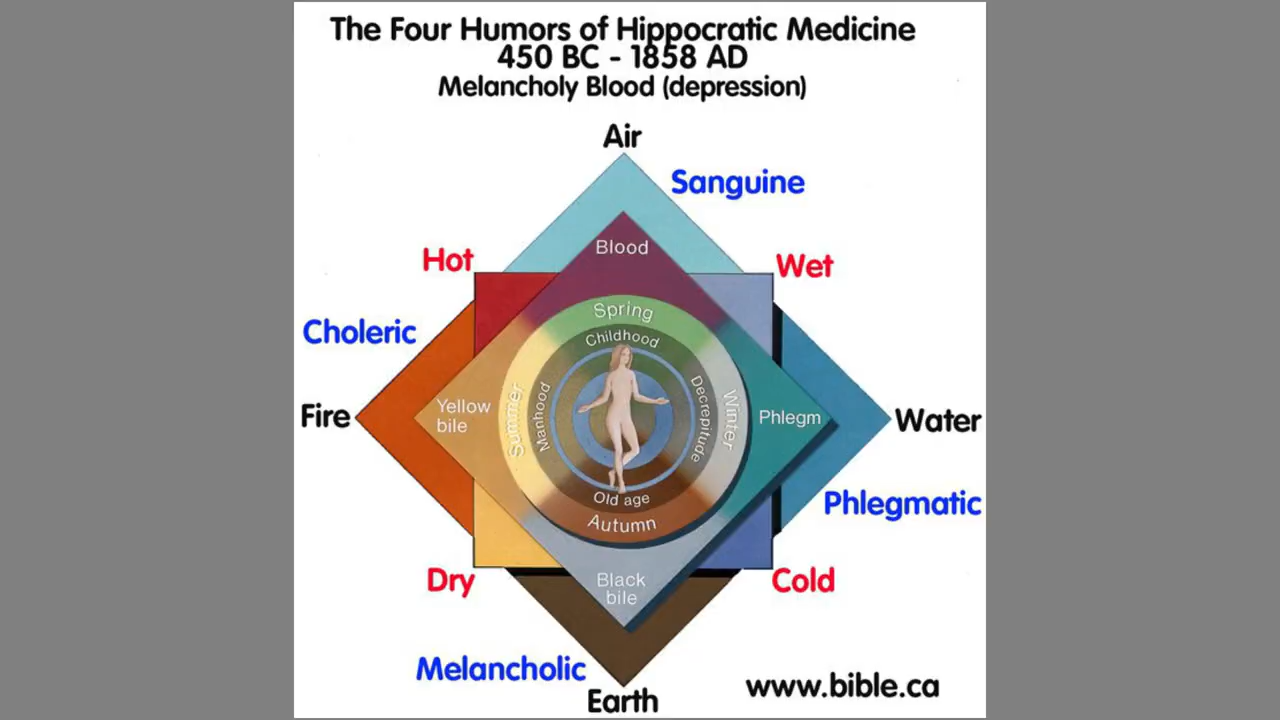 The Four Humors of Hippocratic Medicine
450 BC - 1858 AD
Melancholy Blood (depression)
Air
Sanguine
Blood
Hot
Wet
Spring
Choleric
Childhood
Fire
Yellow
bile
Summer
Manhood
Decrepitude
Winter
Phlegm
Water
Old age
Phlegmatic
Autumn
Dry
Black
bile
Cold
Melancholic
Earth
www.bible.ca